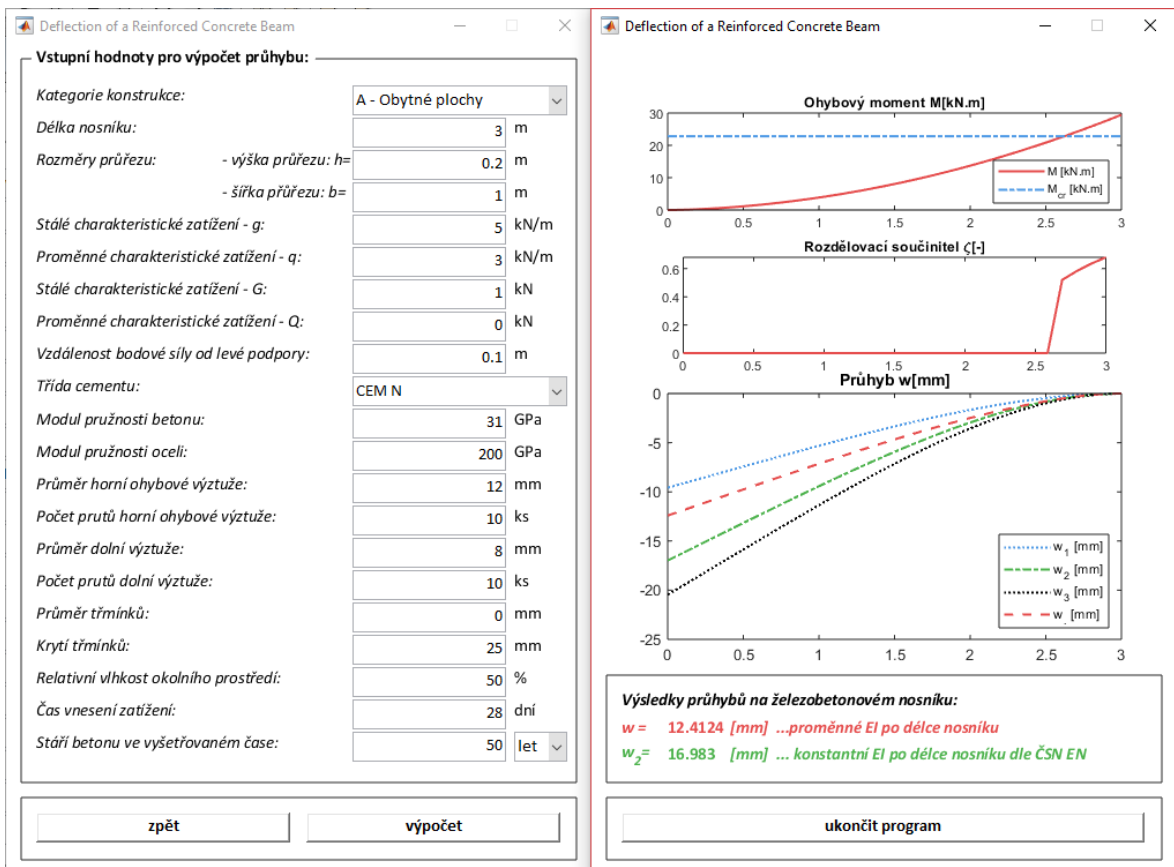 Deflection of a Reinforced Concrete Beam
Vstupní hodnoty pro výpočet průhybu:
Kategorie konstrukce: A - Obytné plochy
Délka nosníku: 3 m
Rozměry průřezu: - výška průřezu: h= 0.2 m
- šířka přůřezu: b= 1 m
Stálé charakteristické zatížení - g: 5 kN/m
Proměnné charakteristické zatížení - q: 3 kN/m
Stálé charakteristické zatížení - G: 1 kN
Proměnné charakteristické zatížení - Q: 0 kN
Vzdálenost bodové síly od levé podpory: 0.1 m
Třída cementu: CEM N
Modul pružnosti betonu: 31 GPa
Modul pružnosti oceli: 200 GPa
Průměr horní ohybové výztuže: 12 mm
Počet prutů horní ohybové výztuže: 10 ks
Průměr dolní výztuže: 8 mm
Počet prutů dolní výztuže: 10 ks
Průměr třmínků: 0 mm
Krytí třmínků: 25 mm
Relativní vlhkost okolního prostředí: 50 %
Čas vnesení zatížení: 28 dní
Stáří betonu ve vyšetřovaném čase: 50 let
zpět výpočet
Deflection of a Reinforced Concrete Beam
Ohybový moment M[kN.m]
30
20
10
0
M [kN.m]
M_cr [kN.m]
0 0.5 1 1.5 2 2.5 3
Rozdělovací součinitel ζ[-]
0.6
0.4
0.2
0
0 0.5 1 1.5 2 2.5 3
Průhyb w[mm]
0
-5
-10
-15
-20
-25
w_1 [mm]
w_2 [mm]
w_3 [mm]
w [mm]
0 0.5 1 1.5 2 2.5 3
Výsledky průhybů na železobetonovém nosníku:
w = 12.4124 [mm] ...proměnné EI po délce nosníku
w_2= 16.983 [mm] ... konstantní EI po délce nosníku dle ČSN EN
ukončit program